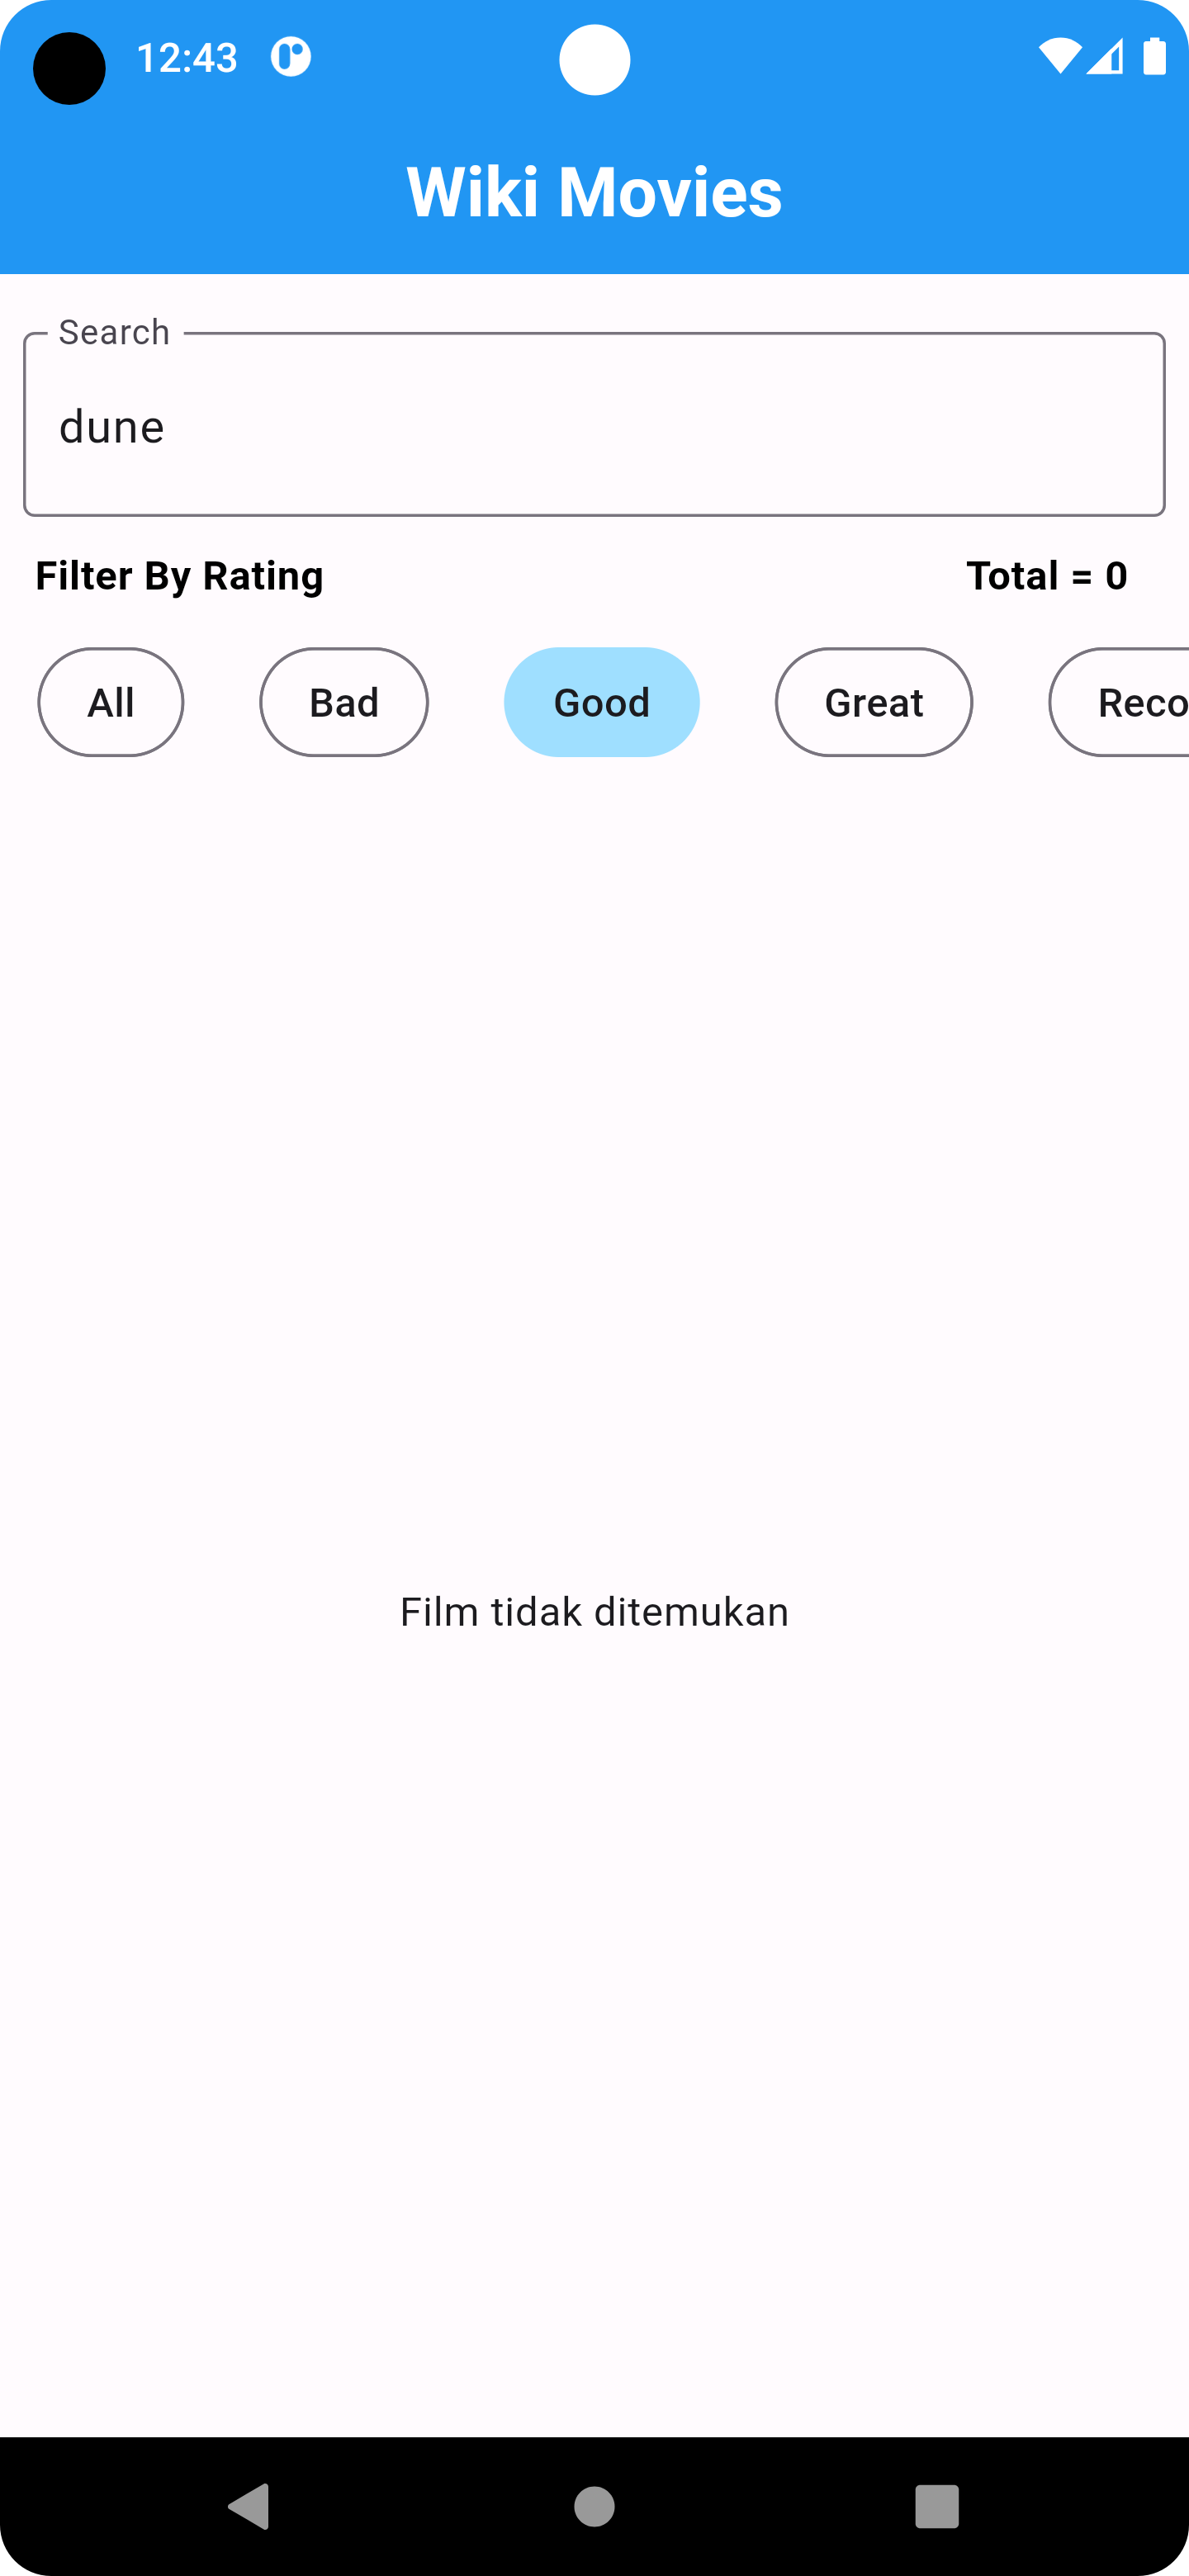 12:43
Wiki Movies
Search
dune
Filter By Rating Total = 0
All Bad Good Great Reco
Film tidak ditemukan